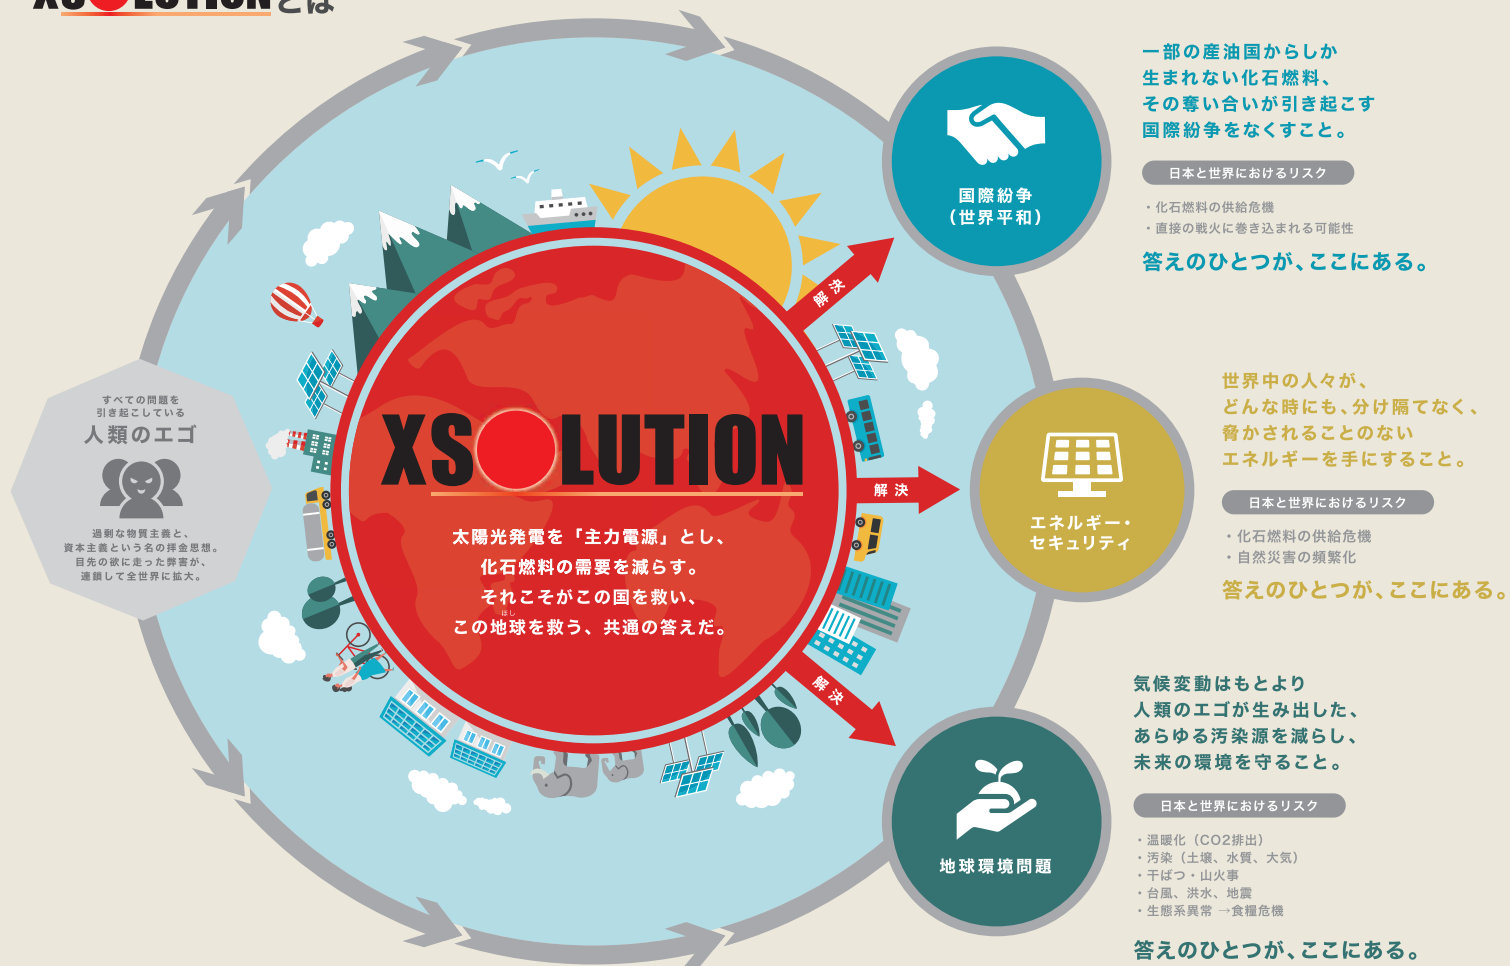 XSOLUTIONとは
一部の産油国からしか
生まれない化石燃料、
その奪い合いが引き起こす
国際紛争をなくすこと。
日本と世界におけるリスク
・化石燃料の供給危機
・直接の戦火に巻き込まれる可能性
答えのひとつが、ここにある。
国際紛争
（世界平和）
解決
すべての問題を
引き起こしている
人類のエゴ
過剰な物質主義と、
資本主義という名の拝金思想。
目先の欲に走った弊害が、
連鎖して全世界に拡大。
XSOLUTION
太陽光発電を「主力電源」とし、
化石燃料の需要を減らす。
それこそがこの国を救い、
ほし
この地球を救う、共通の答えだ。
解決
エネルギー・
セキュリティ
世界中の人々が、
どんな時にも、分け隔てなく、
脅かされることのない
エネルギーを手にすること。
日本と世界におけるリスク
・化石燃料の供給危機
・自然災害の頻繁化
答えのひとつが、ここにある。
解決
地球環境問題
気候変動はもとより
人類のエゴが生み出した、
あらゆる汚染源を減らし、
未来の環境を守ること。
日本と世界におけるリスク
・温暖化（CO2排出）
・汚染（土壌、水質、大気）
・干ばつ・山火事
・台風、洪水、地震
・生態系異常 →食糧危機
答えのひとつが、ここにある。